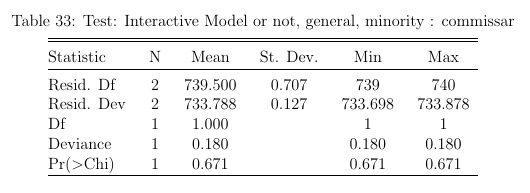 Table 33: Test: Interactive Model or not, general, minority : commissar
Statistic N Mean St. Dev. Min Max
Resid. Df 2 739.500 0.707 739 740
Resid. Dev 2 733.788 0.127 733.698 733.878
Df 1 1.000 1 1
Deviance 1 0.180 0.180 0.180
Pr(>Chi) 1 0.671 0.671 0.671